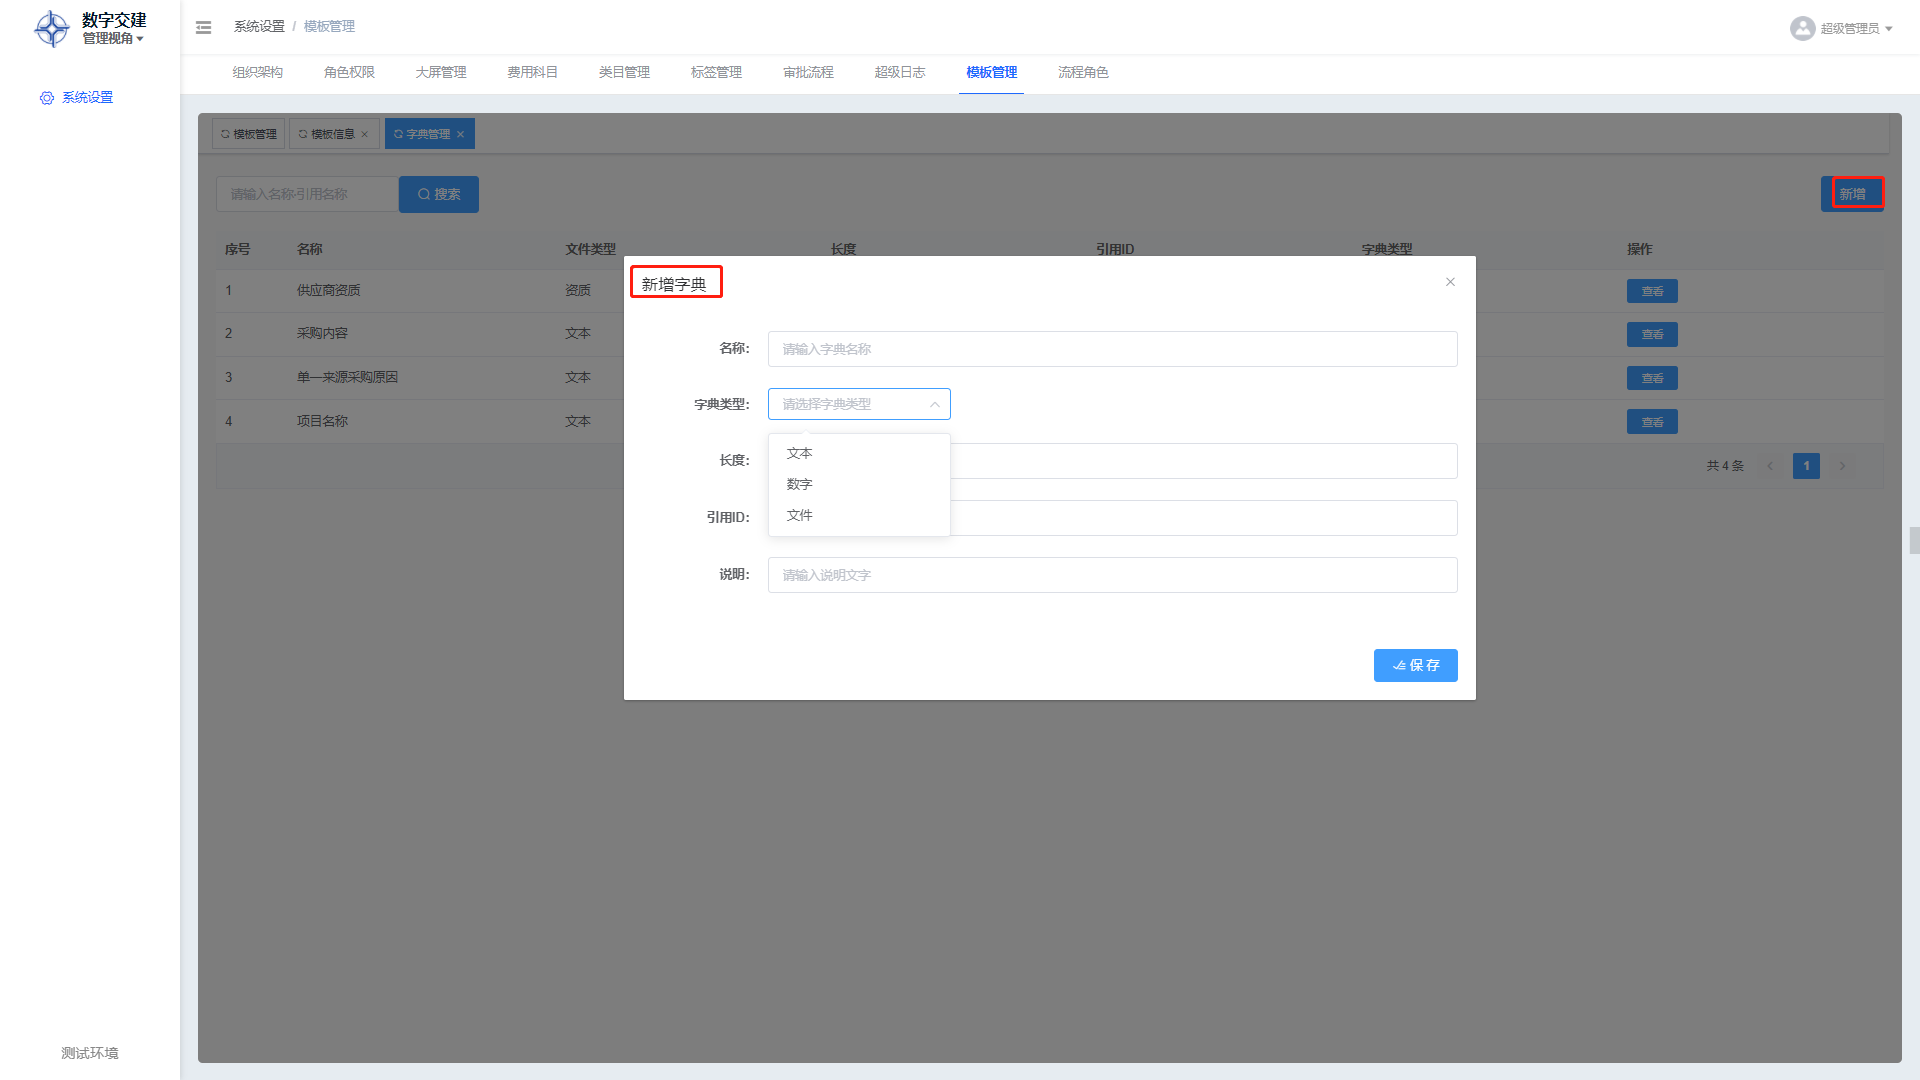 数字交建
管理视角
系统设置 / 模板管理
超级管理员
组织架构 角色权限 大屏管理 费用科目 类目管理 标签管理 审批流程 超级日志 模板管理 流程角色
系统设置
模板管理 模板信息 字典管理
请输入名称引用名称 搜索 新增
序号 名称 文件类型 长度 引用ID 字典类型 操作
1 供应商资质 资质 查看
2 采购内容 文本 查看
3 单一来源采购原因 文本 查看
4 项目名称 文本 查看
共 4 条 1
新增字典
名称: 请输入字典名称
字典类型: 请选择字典类型
文本
长度:
数字
文件
引用ID:
说明: 请输入说明文字
保存
测试环境